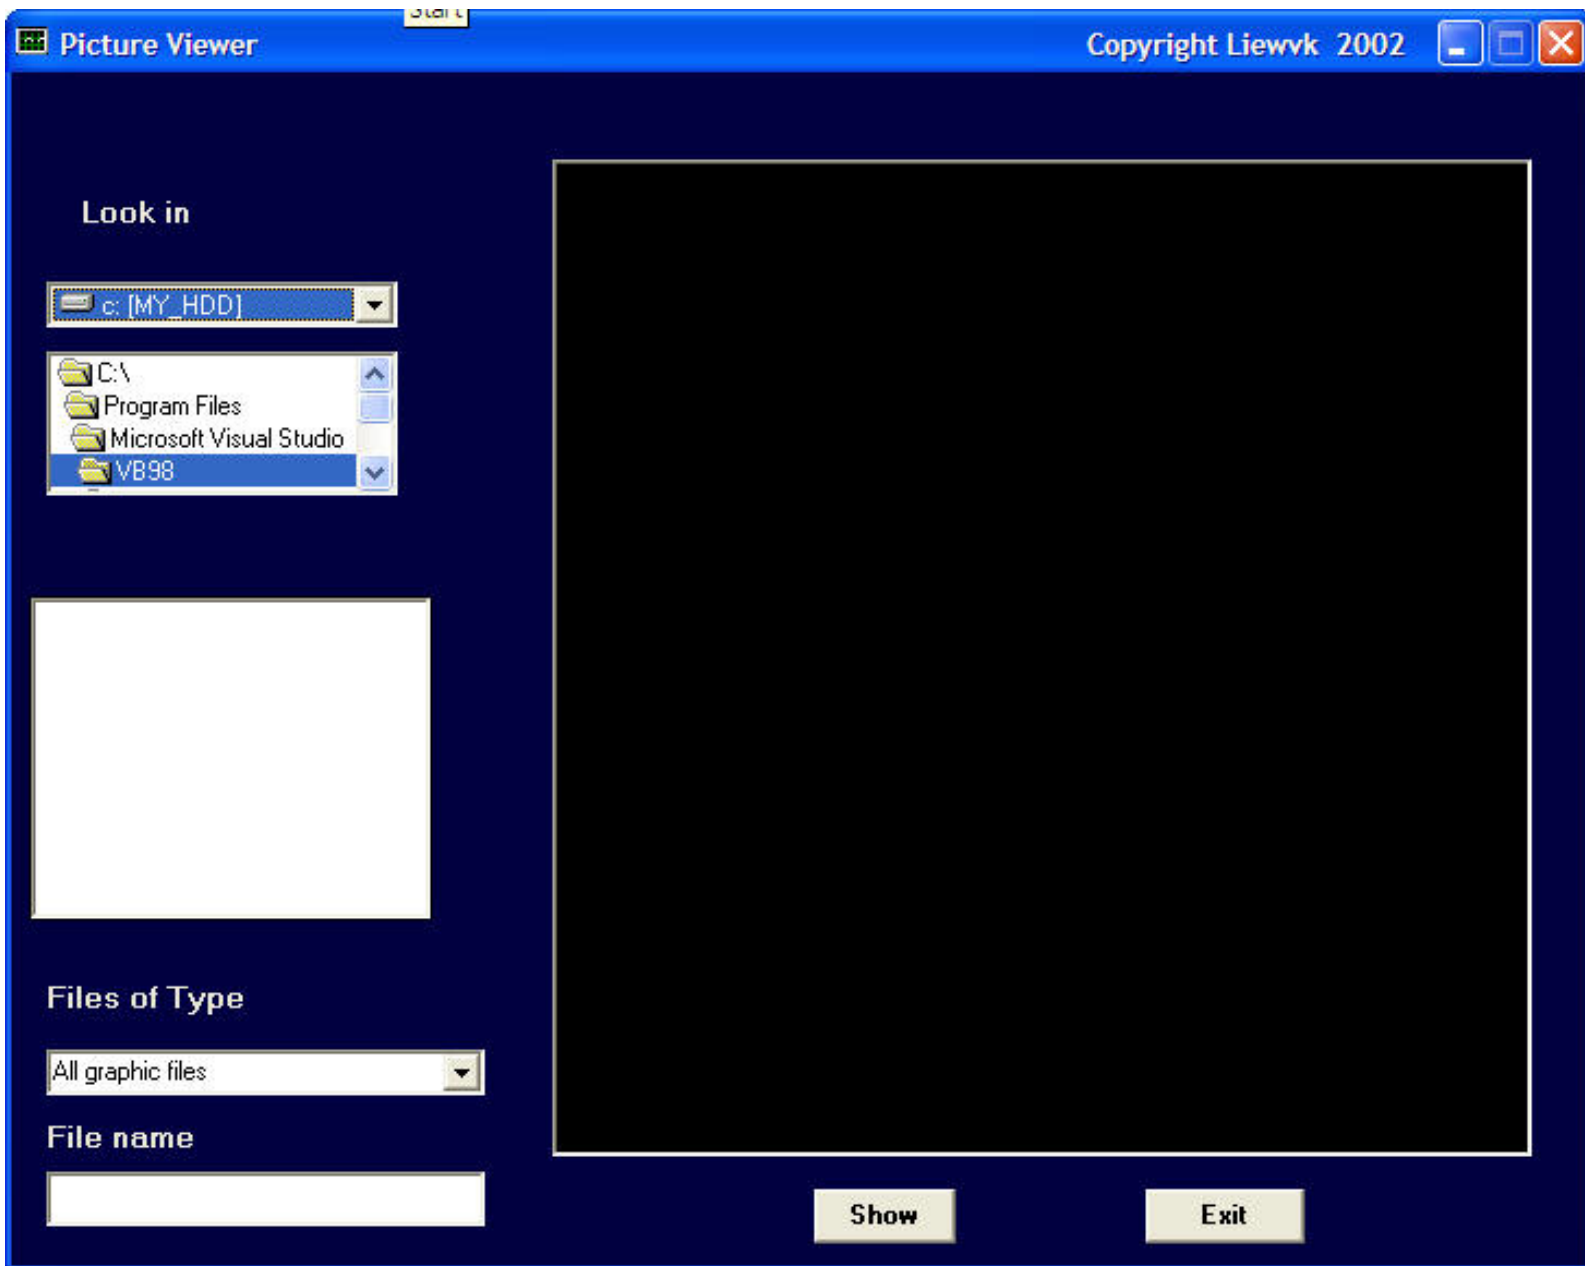 Start
Picture Viewer Copyright Liewvk 2002
Look in
c: [MY_HDD]
C:\
Program Files
Microsoft Visual Studio
VB98
Files of Type
All graphic files
File name
Show Exit